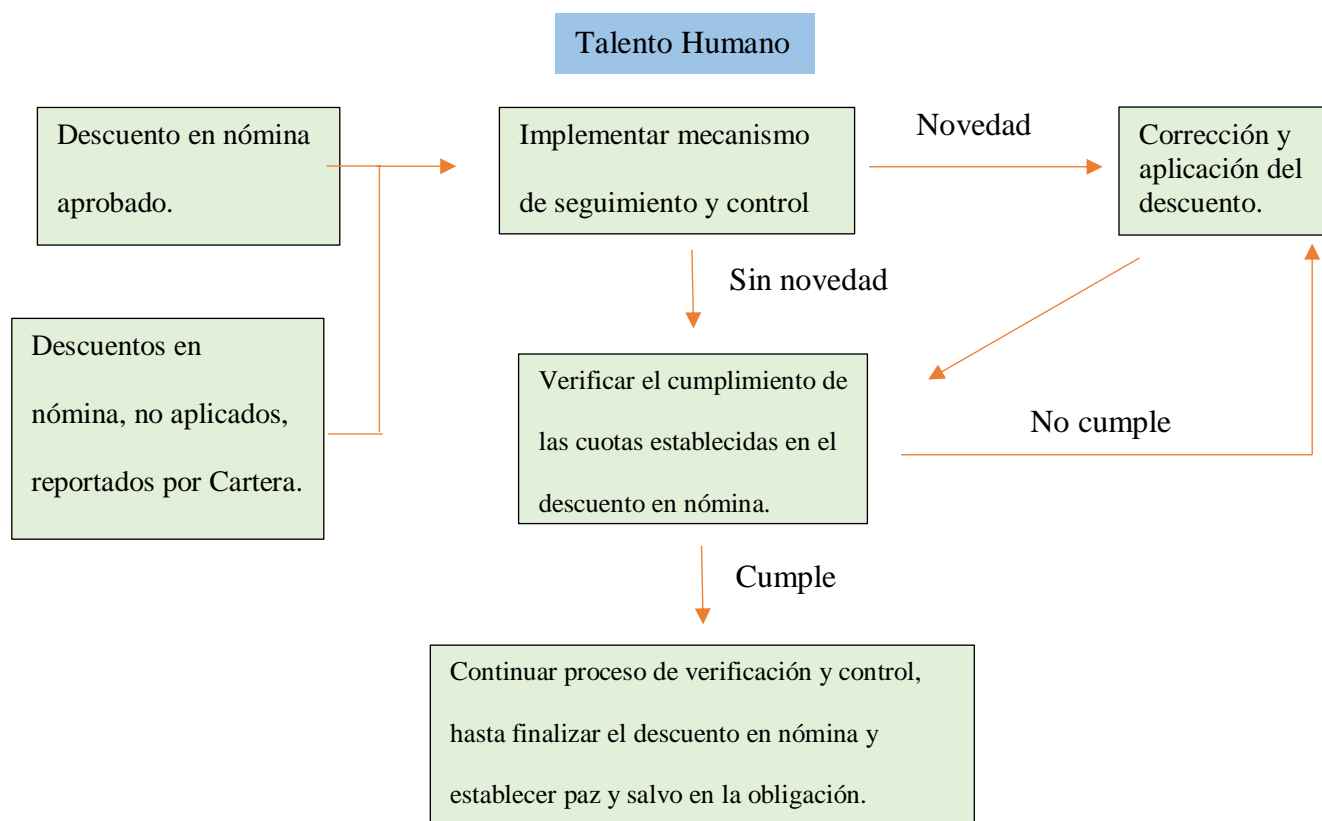 Talento Humano
Descuento en nómina
aprobado.
Implementar mecanismo
de seguimiento y control
Novedad
Corrección y
aplicación del
descuento.
Sin novedad
Descuentos en
nómina, no aplicados,
reportados por Cartera.
Verificar el cumplimiento de
las cuotas establecidas en el
descuento en nómina.
No cumple
Cumple
Continuar proceso de verificación y control,
hasta finalizar el descuento en nómina y
establecer paz y salvo en la obligación.